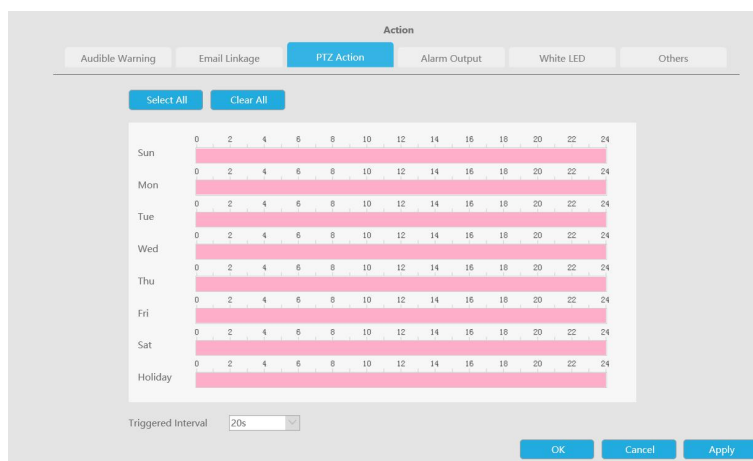 Action
Audible Warning Email Linkage PTZ Action Alarm Output White LED Others
Select All Clear All
0 2 4 6 8 10 12 14 16 18 20 22 24
Sun
0 2 4 6 8 10 12 14 16 18 20 22 24
Mon
0 2 4 6 8 10 12 14 16 18 20 22 24
Tue
0 2 4 6 8 10 12 14 16 18 20 22 24
Wed
0 2 4 6 8 10 12 14 16 18 20 22 24
Thu
0 2 4 6 8 10 12 14 16 18 20 22 24
Fri
0 2 4 6 8 10 12 14 16 18 20 22 24
Sat
0 2 4 6 8 10 12 14 16 18 20 22 24
Holiday
Triggered Interval 20s
OK Cancel Apply